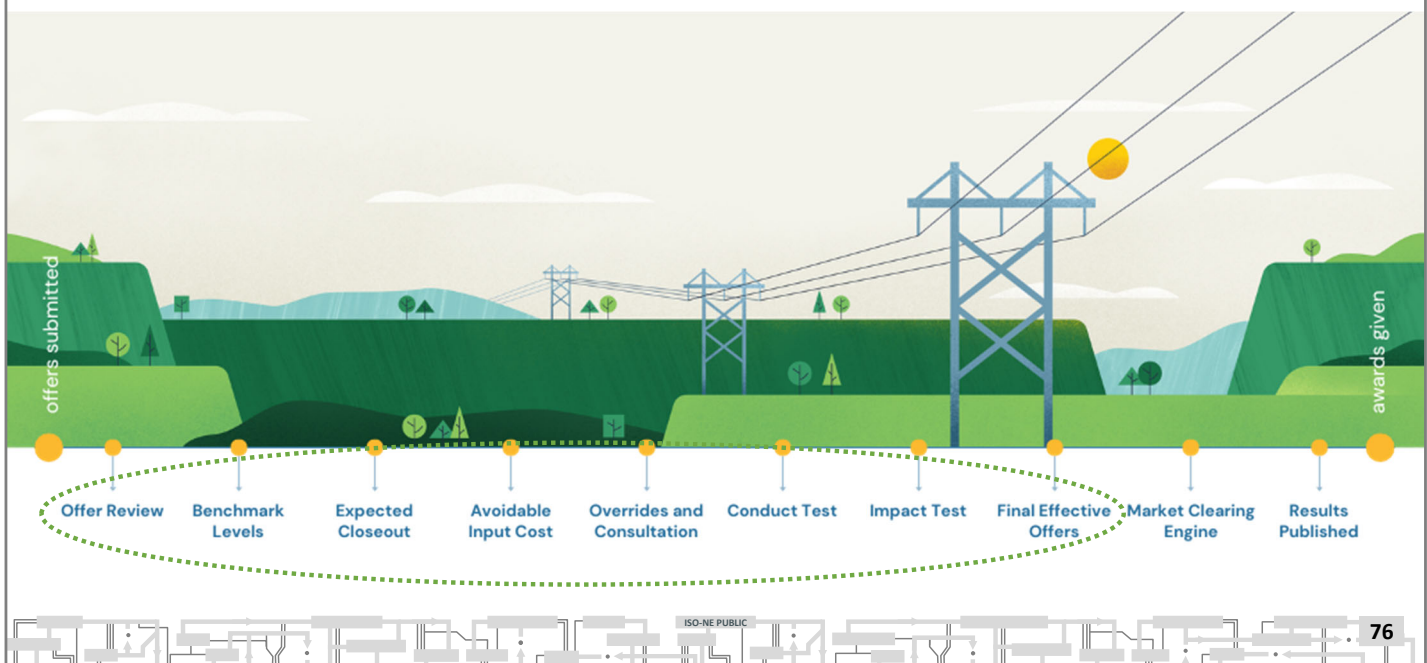 offers submitted
awards given
Offer Review
Benchmark
Levels
Expected
Closeout
Avoidable
Input Cost
Overrides and
Consultation
Conduct Test
Impact Test
Final Effective
Offers
Market Clearing
Engine
Results
Published
ISO-NE PUBLIC
76